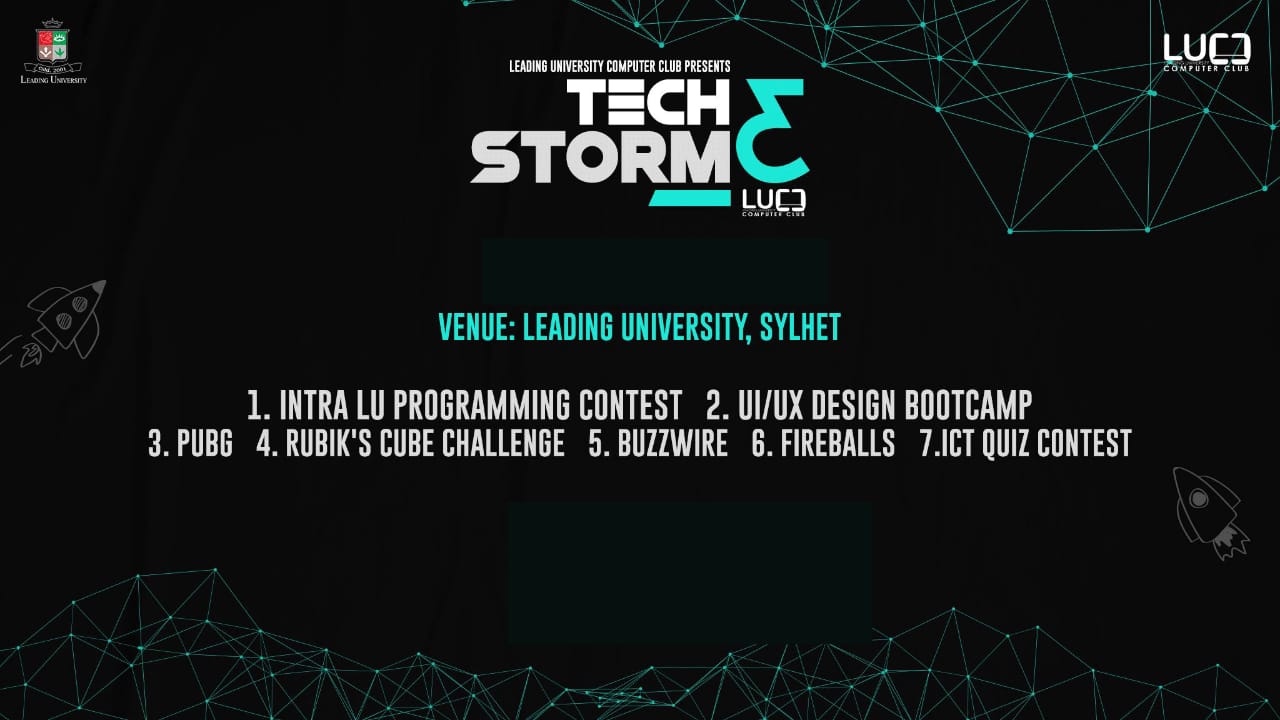 LEADING UNIVERSITY
LUCC
COMPUTER CLUB
LEADING UNIVERSITY COMPUTER CLUB PRESENTS
TECH
STORM 3
LUCC
COMPUTER CLUB
VENUE: LEADING UNIVERSITY, SYLHET
1. INTRA LU PROGRAMMING CONTEST 2. UI/UX DESIGN BOOTCAMP
3. PUBG 4. RUBIK'S CUBE CHALLENGE 5. BUZZWIRE 6. FIREBALLS 7.ICT QUIZ CONTEST